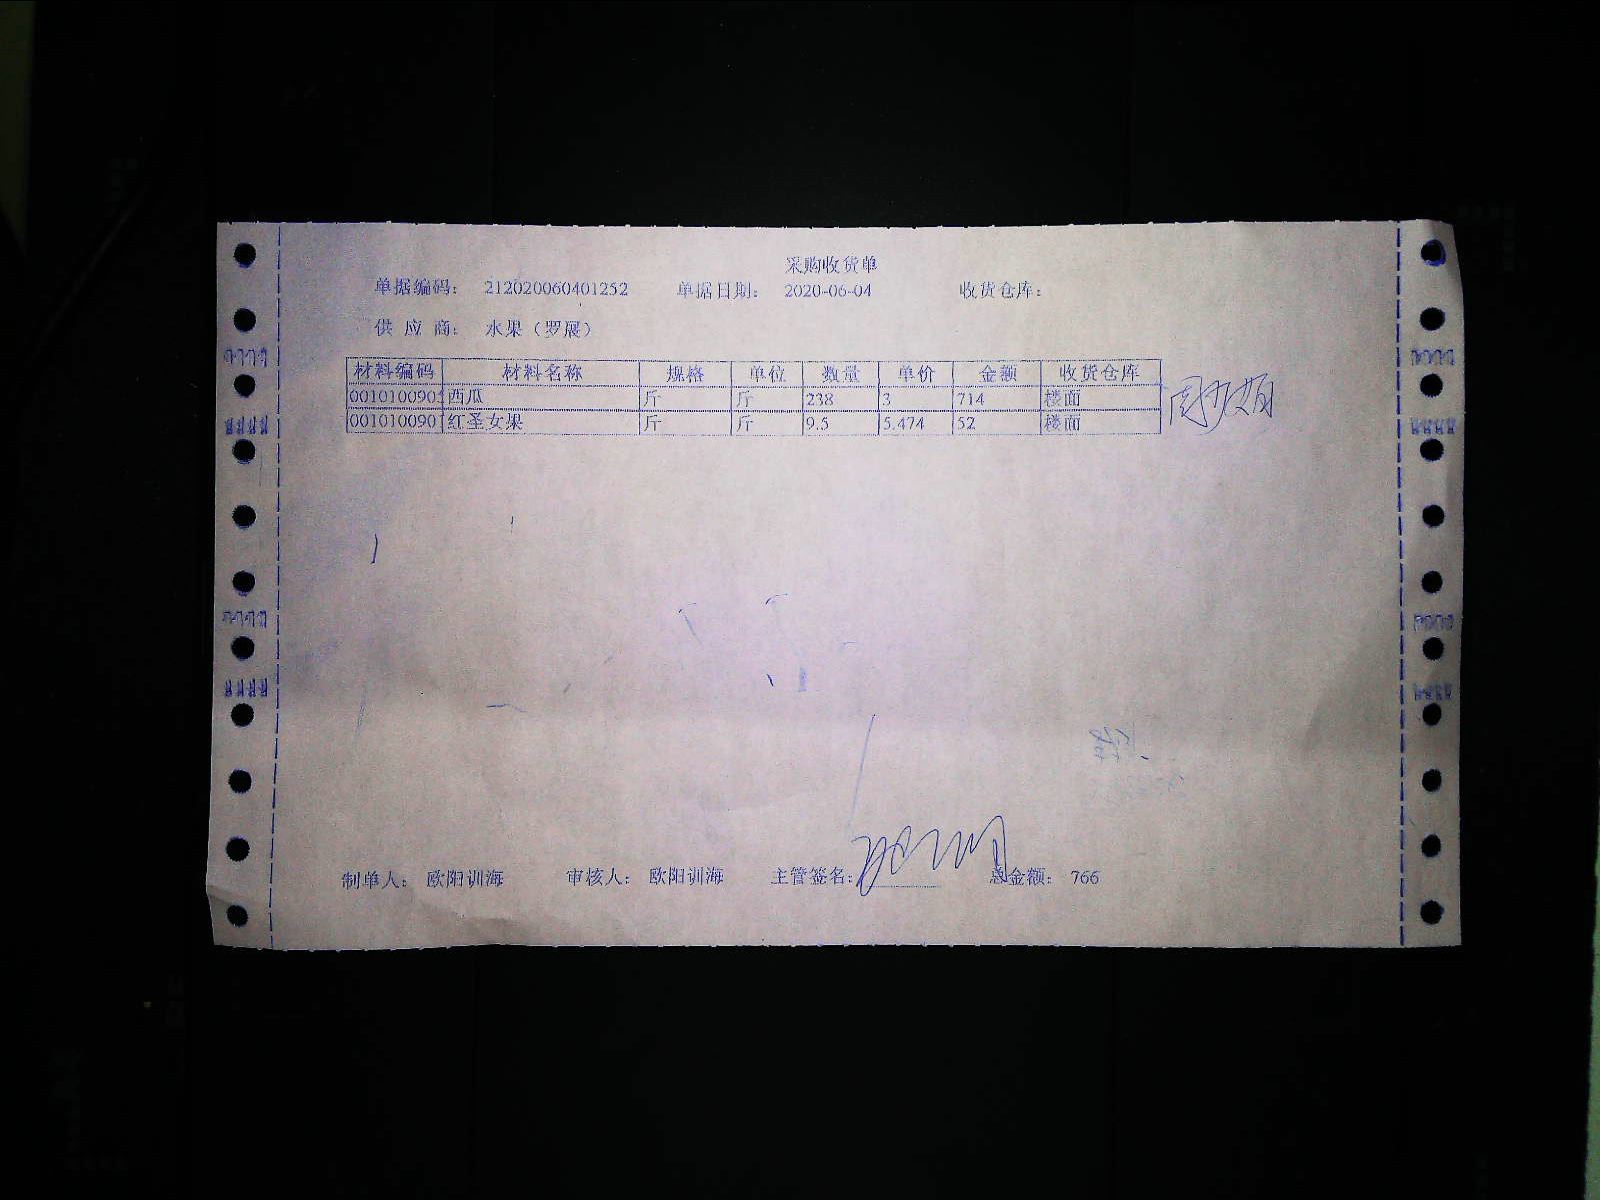 采购收货单
单据编码： 212020060401252 单据日期： 2020-06-04 收货仓库：
供 应 商： 水果（罗展）
材料编码 材料名称 规格 单位 数量 单价 金额 收货仓库
001010090 西瓜 斤 斤 238 3 714 楼面
001010090 红圣女果 斤 斤 9.5 5.474 52 楼面
制单人： 欧阳训海 审核人： 欧阳训海 主管签名： 总金额： 766